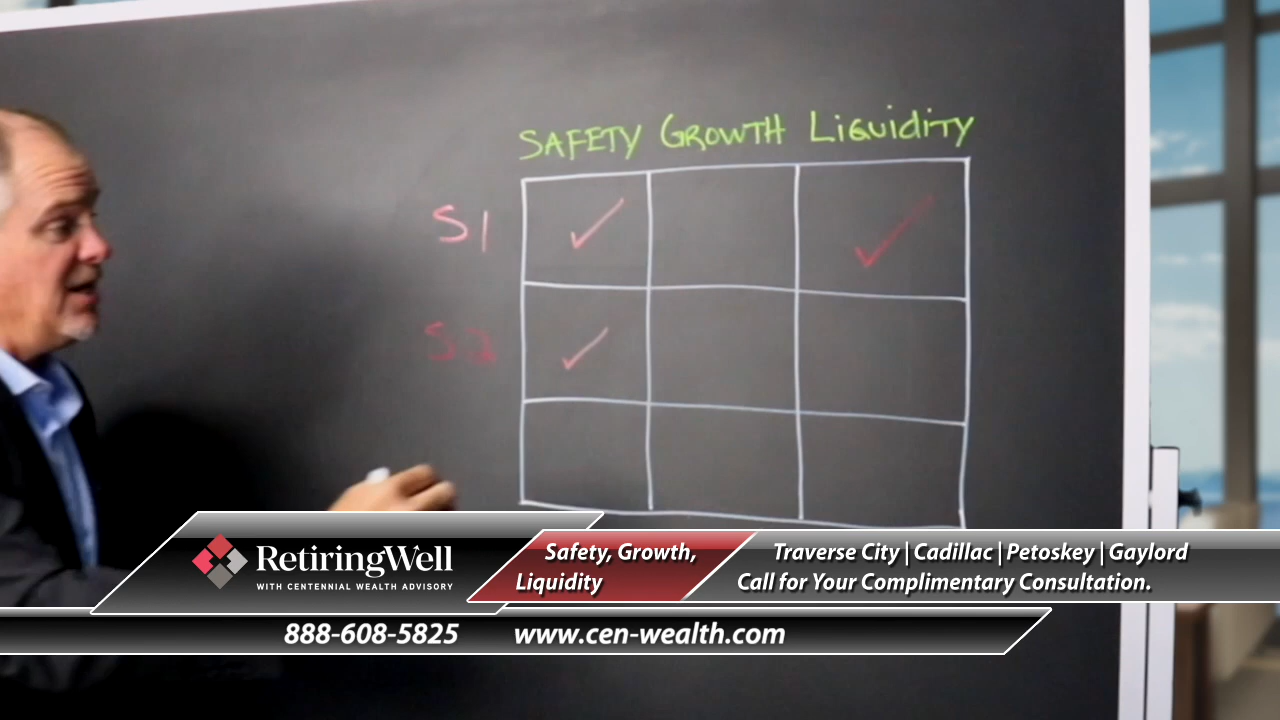 SAFETY GROWTH LIQUIDITY
S1
S2
RetiringWell
WITH CENTENNIAL WEALTH ADVISORY
Safety, Growth,
Liquidity
Traverse City | Cadillac | Petoskey | Gaylord
Call for Your Complimentary Consultation.
888-608-5825 www.cen-wealth.com